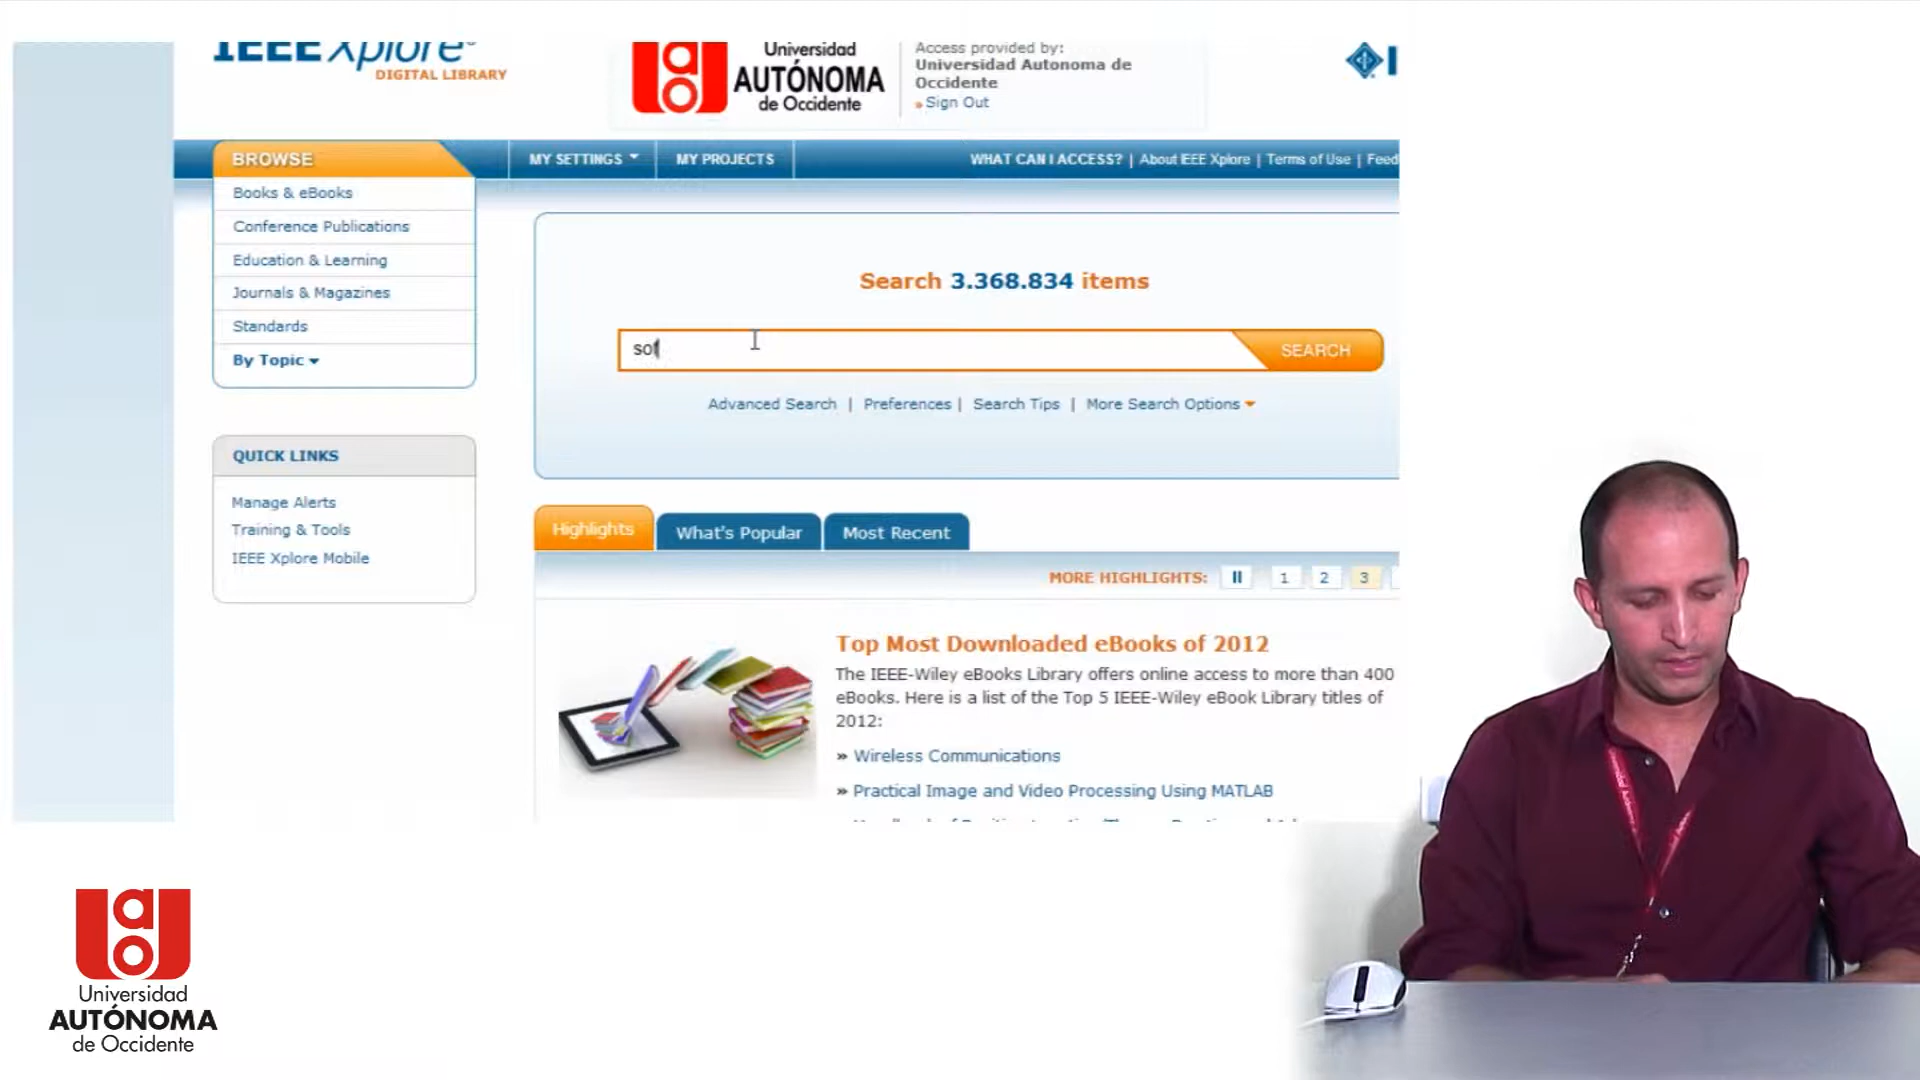 IEEE Xplore®
DIGITAL LIBRARY
Universidad
AUTÓNOMA
de Occidente
Access provided by:
Universidad Autonoma de
Occidente
» Sign Out
BROWSE
MY SETTINGS
MY PROJECTS
WHAT CAN I ACCESS? | About IEEE Xplore | Terms of Use | Feed
Books & eBooks
Conference Publications
Education & Learning
Journals & Magazines
Standards
By Topic
Search 3.368.834 items
sof
SEARCH
Advanced Search | Preferences | Search Tips | More Search Options
QUICK LINKS
Manage Alerts
Training & Tools
IEEE Xplore Mobile
Highlights
What's Popular
Most Recent
MORE HIGHLIGHTS: 1 2 3
Top Most Downloaded eBooks of 2012
The IEEE-Wiley eBooks Library offers online access to more than 400
eBooks. Here is a list of the Top 5 IEEE-Wiley eBook Library titles of
2012:
» Wireless Communications
» Practical Image and Video Processing Using MATLAB
Universidad
AUTÓNOMA
de Occidente